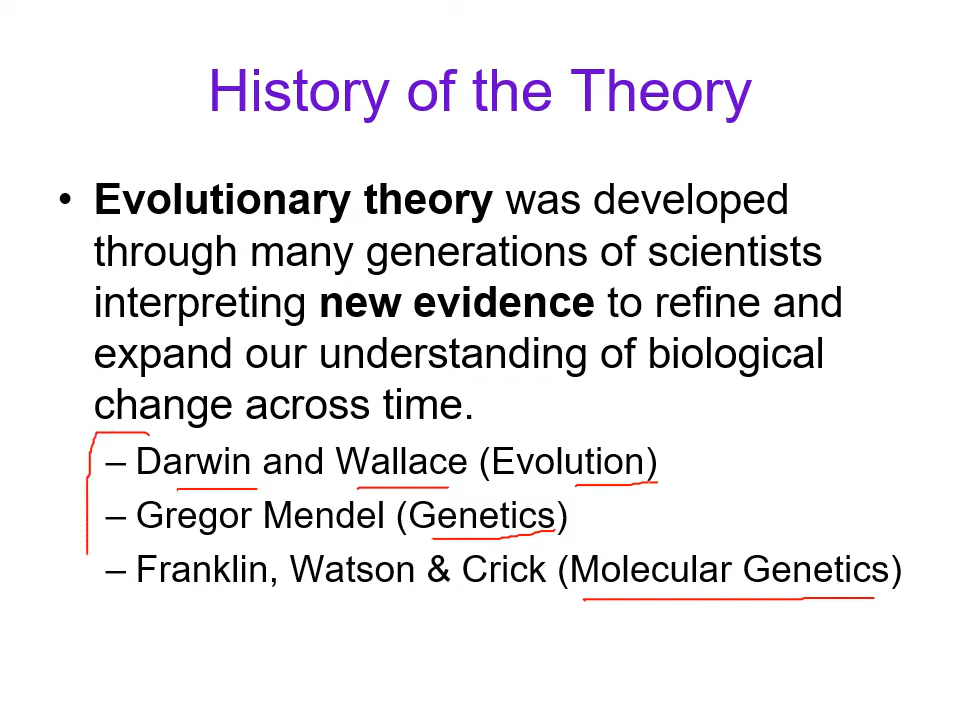 History of the Theory
• Evolutionary theory was developed
through many generations of scientists
interpreting new evidence to refine and
expand our understanding of biological
change across time.
– Darwin and Wallace (Evolution)
– Gregor Mendel (Genetics)
– Franklin, Watson & Crick (Molecular Genetics)